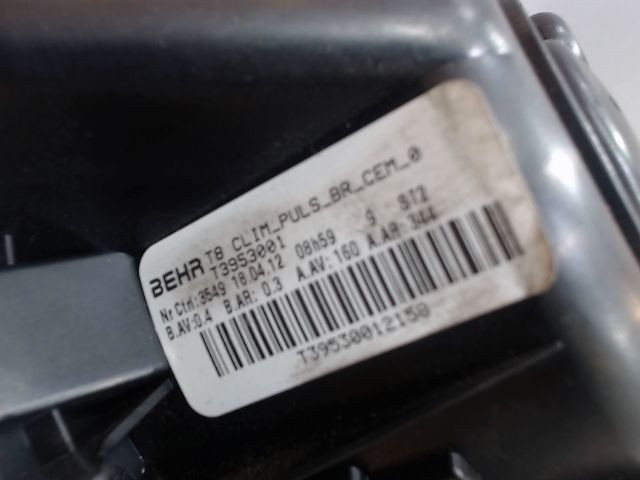 BEHR T8 CLIM_PULS_BR_CEM_0
T3953001
Nr Ctrl:3649 18.04.12 08h59 9 ST2
B.AV:0.4 B.AR: 0.3 A.AV: 160 A.AR: 344
T39530012150